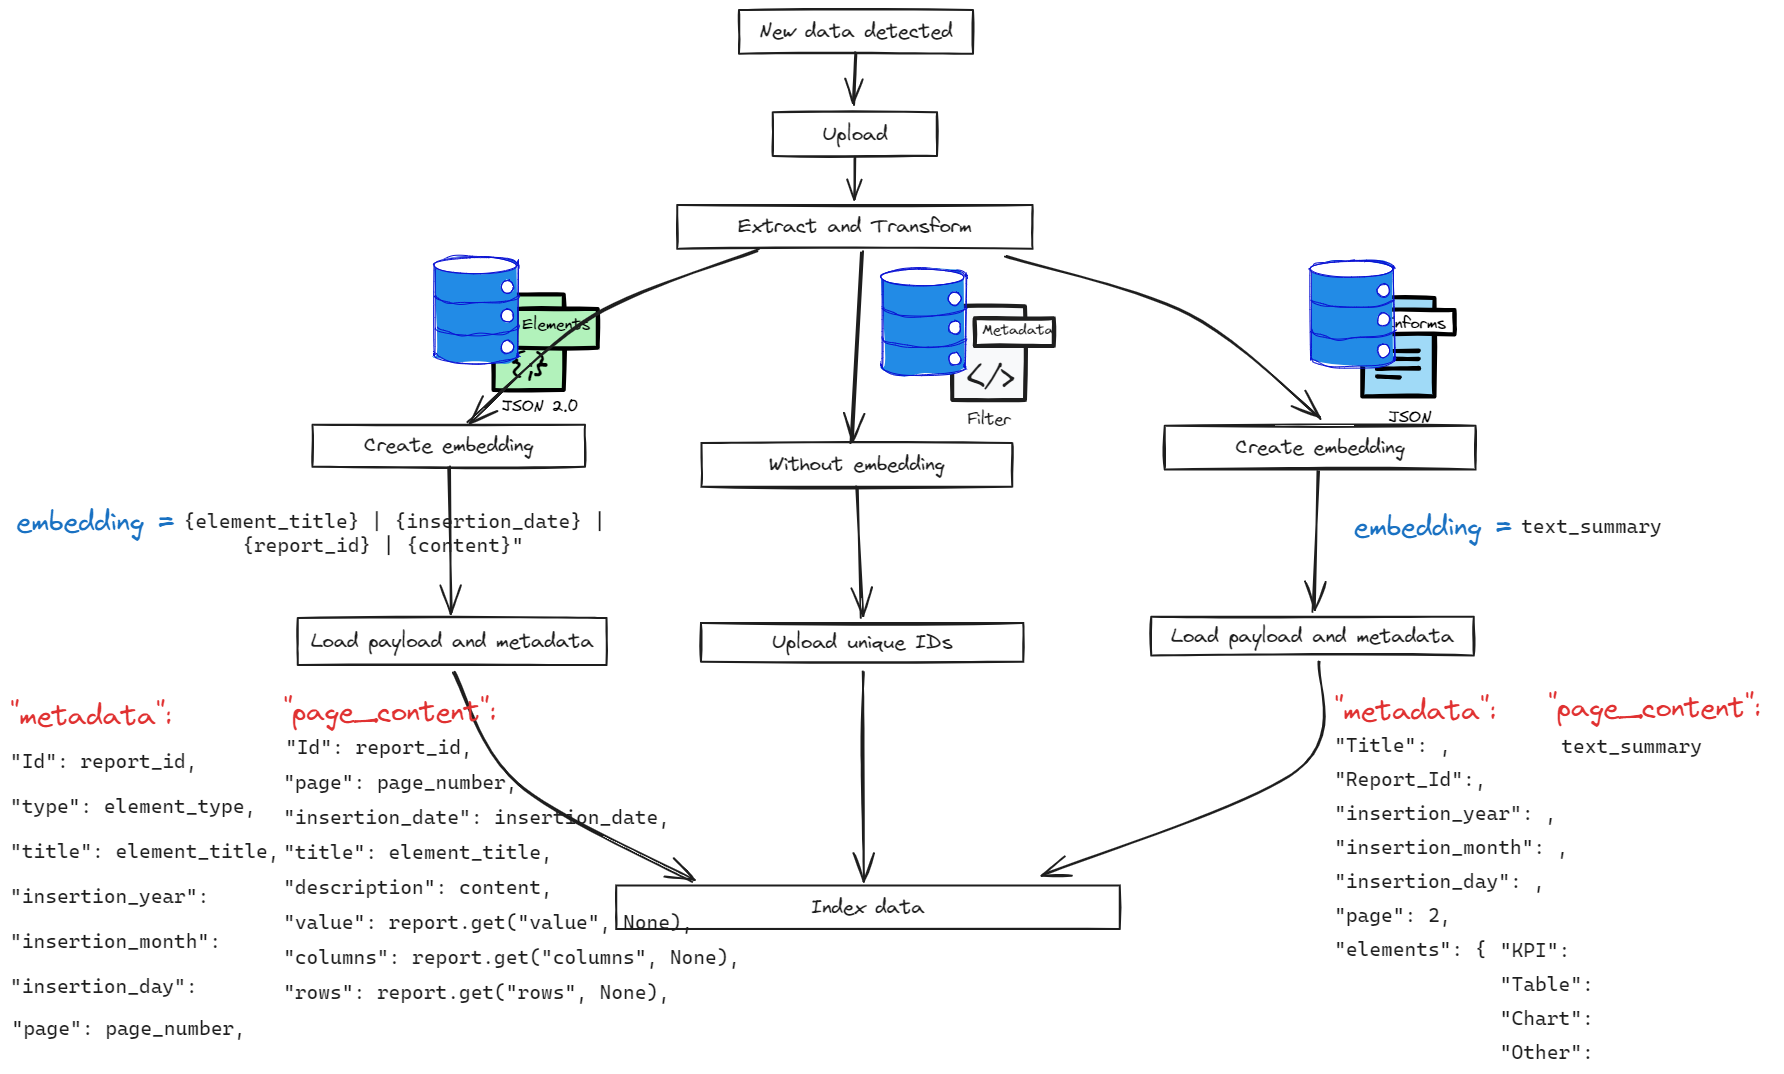 New data detected
Upload
Extract and Transform
Elements
{,}
JSON 2.0
Metadata
</>
Filter
nforms
JSON
Create embedding
Without embedding
Create embedding
embedding = {element_title} | {insertion_date} |
{report_id} | {content}"
embedding = text_summary
Load payload and metadata
Upload unique IDs
Load payload and metadata
"metadata":
"Id": report_id,
"type": element_type,
"title": element_title,
"insertion_year":
"insertion_month":
"insertion_day":
"page": page_number,
"page_content":
"Id": report_id,
"page": page_number,
"insertion_date": insertion_date,
"title": element_title,
"description": content,
"value": report.get("value", None),
"columns": report.get("columns", None),
"rows": report.get("rows", None),
Index data
"metadata":
"Title": ,
"Report_Id":,
"insertion_year": ,
"insertion_month": ,
"insertion_day": ,
"page": 2,
"elements": { "KPI":
"Table":
"Chart":
"Other":
"page_content":
text_summary